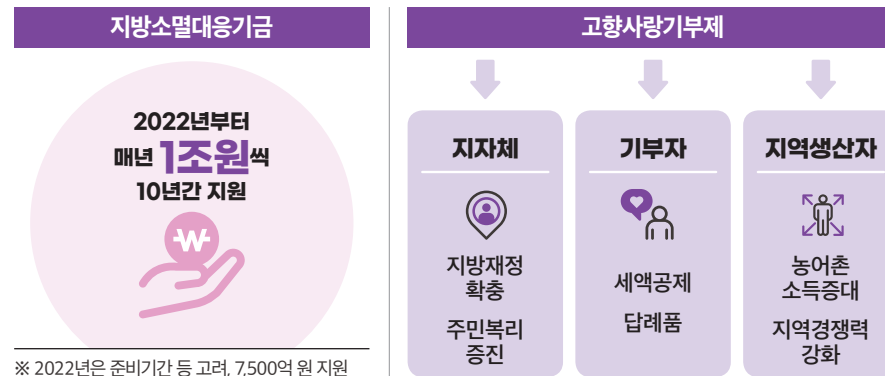 지방소멸대응기금
2022년부터
매년 1조원씩
10년간 지원
₩
※ 2022년은 준비기간 등 고려, 7,500억 원 지원
고향사랑기부제
지자체
지방재정
확충
주민복리
증진
기부자
세액공제
답례품
지역생산자
농어촌
소득증대
지역경쟁력
강화